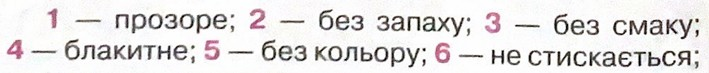 1 — прозоре; 2 — без запаху; 3 — без смаку;
4 — блакитне; 5 — без кольору; 6 — не стискається;